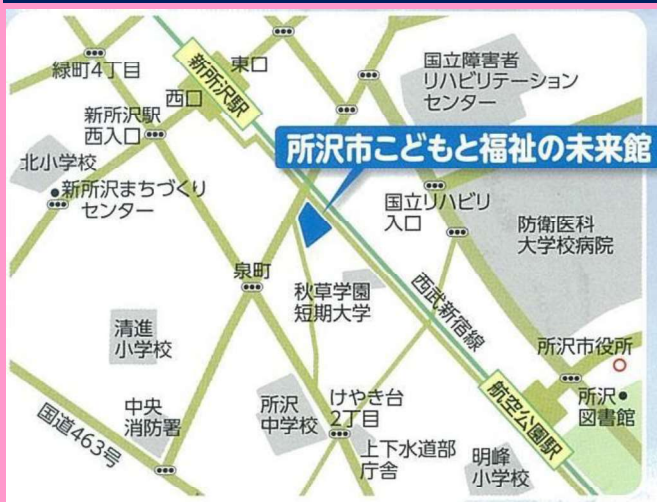 緑町4丁目
新所沢駅
東口
西口
国立障害者
リハビリテーション
センター
新所沢駅
西入口
所沢市こどもと福祉の未来館
北小学校
新所沢まちづくり
センター
国立リハビリ
入口
防衛医科
大学校病院
泉町
秋草学園
短期大学
西武新宿線
清進
小学校
所沢市役所
航空公園駅
所沢
図書館
国道463号
中央
消防署
所沢
中学校
けやき台
2丁目
上下水道部
庁舎
明峰
小学校